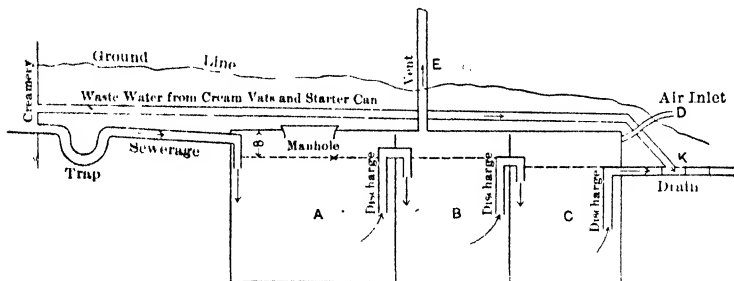 Ground Line
Vent
E
Creamery
Waste Water from Cream Vats and Starter Can
Air Inlet
D
Sewerage
8
Manhole
Trap
K
Drain
Discharge
Discharge
Discharge
A
B
C